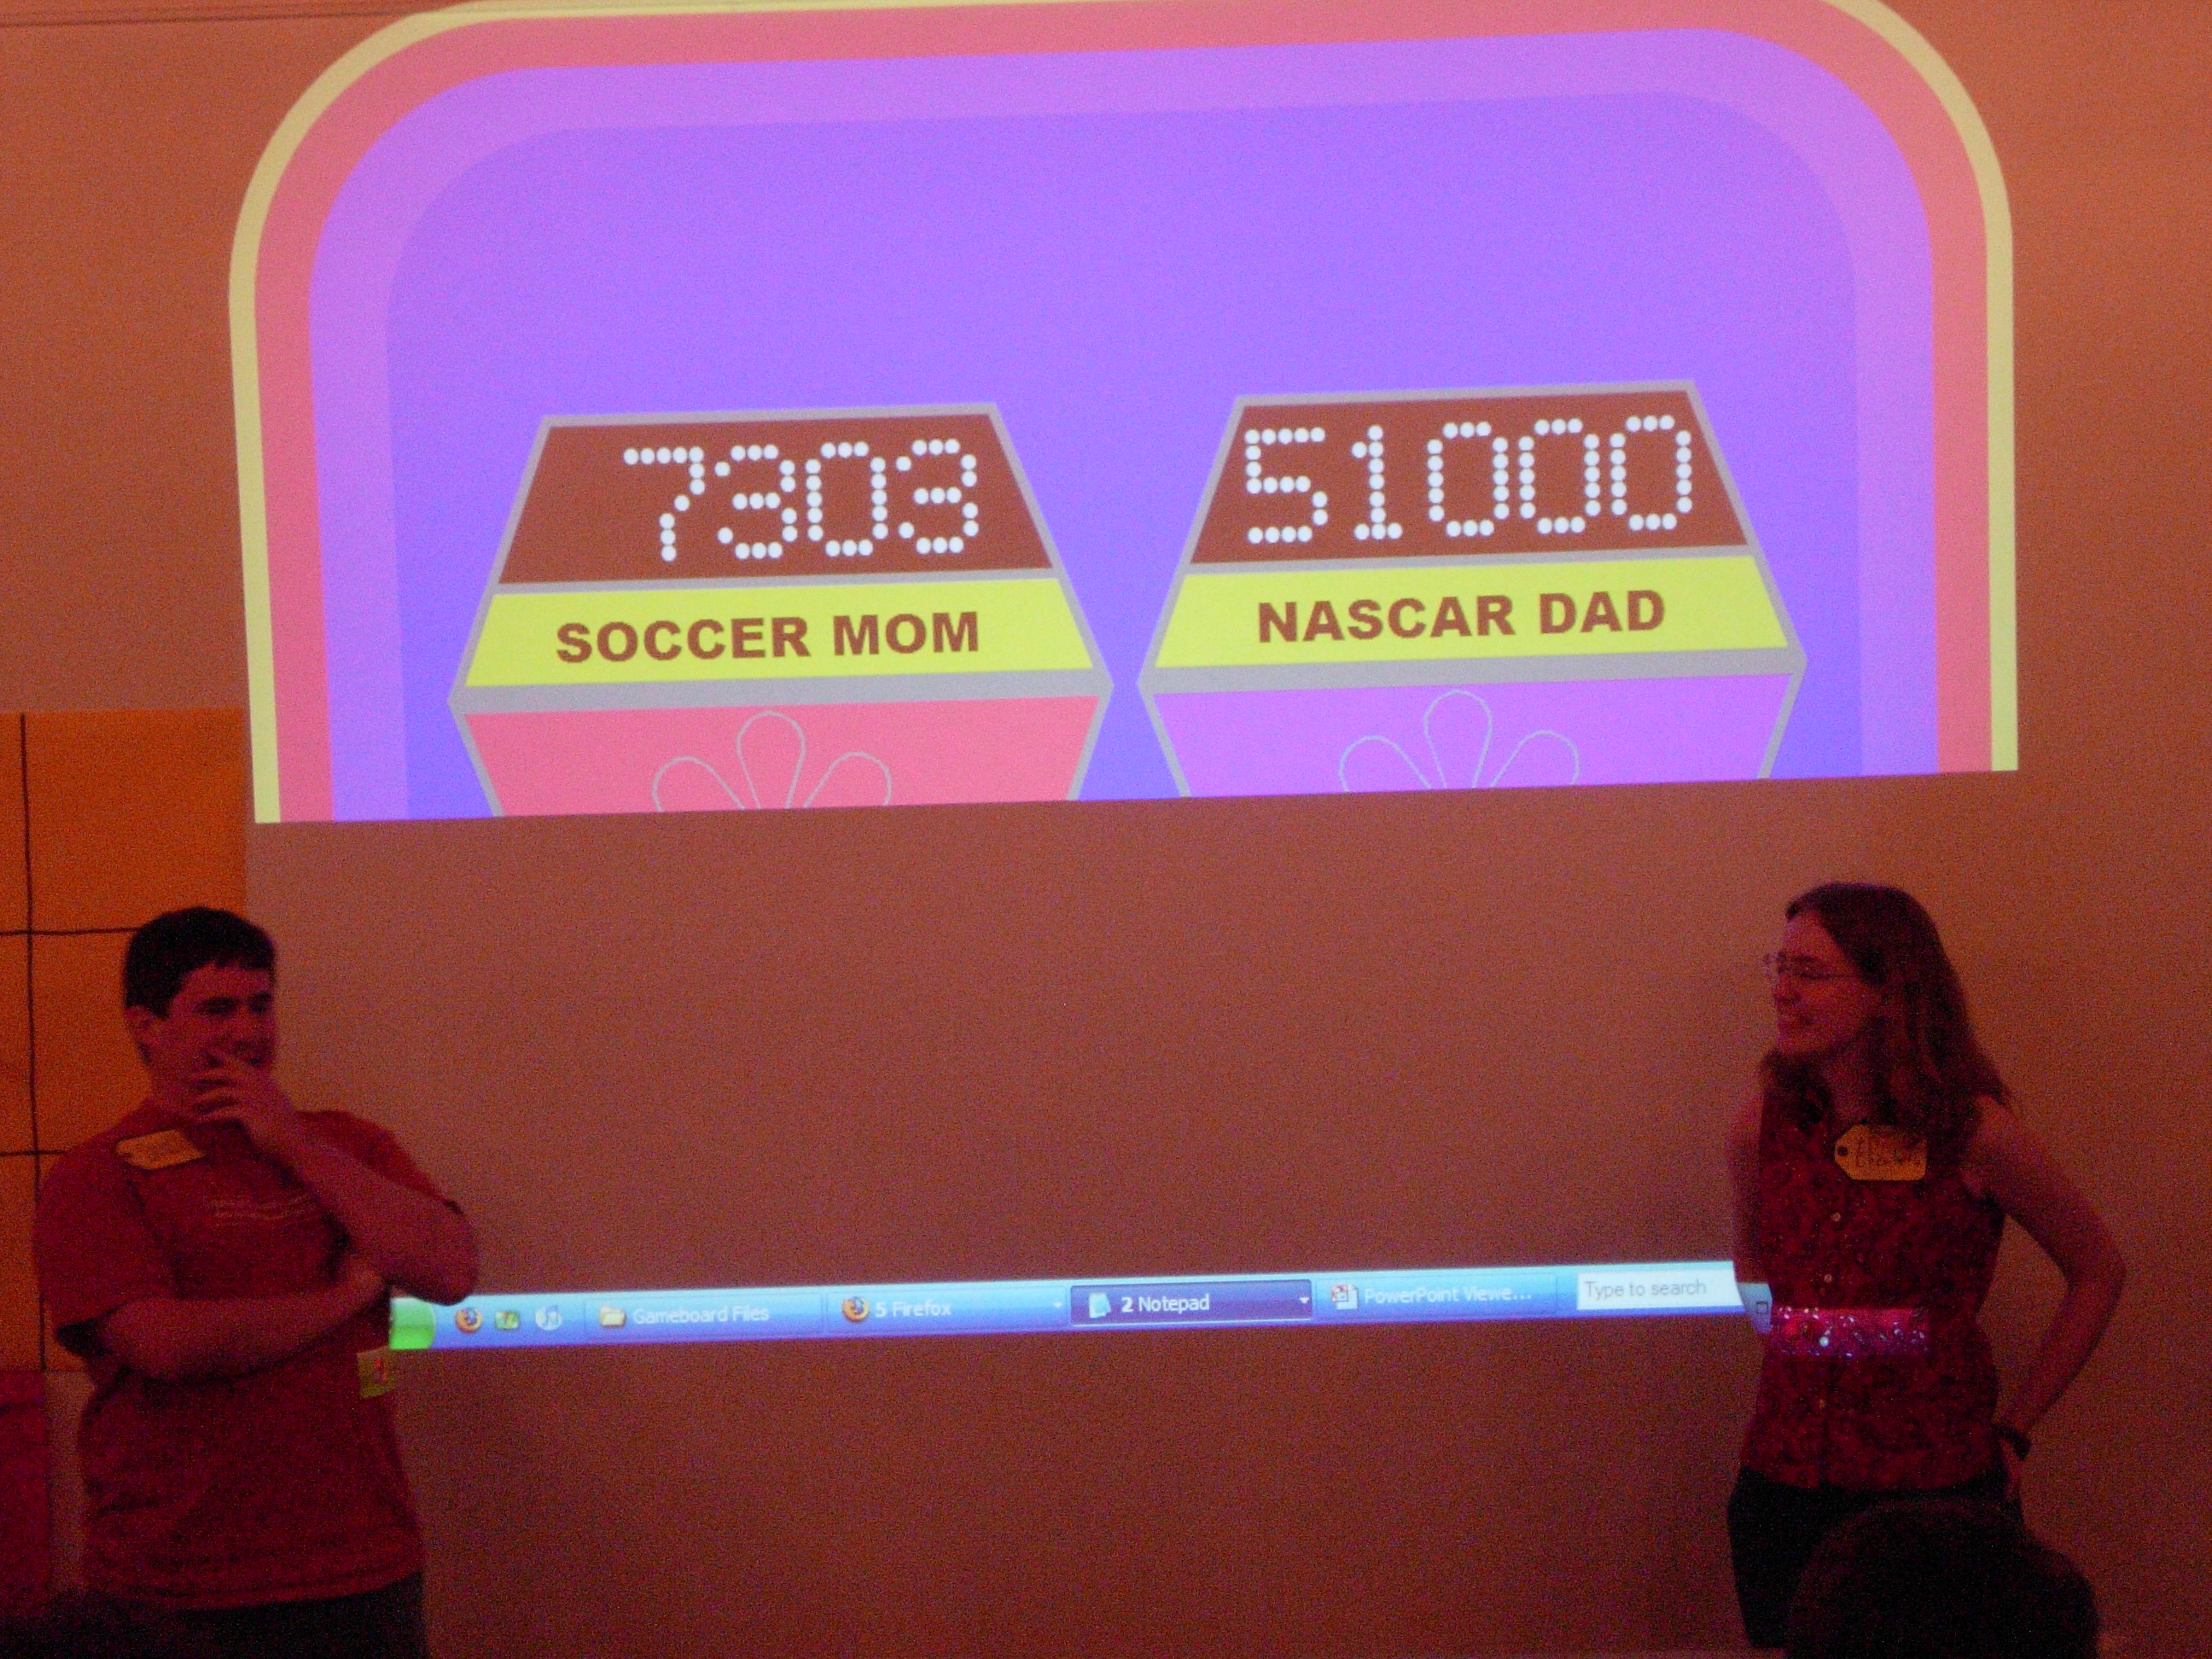 7303
51000
SOCCER MOM
NASCAR DAD
Gameboard Files
5 Firefox
2 Notepad
PowerPoint Viewe...
Type to search